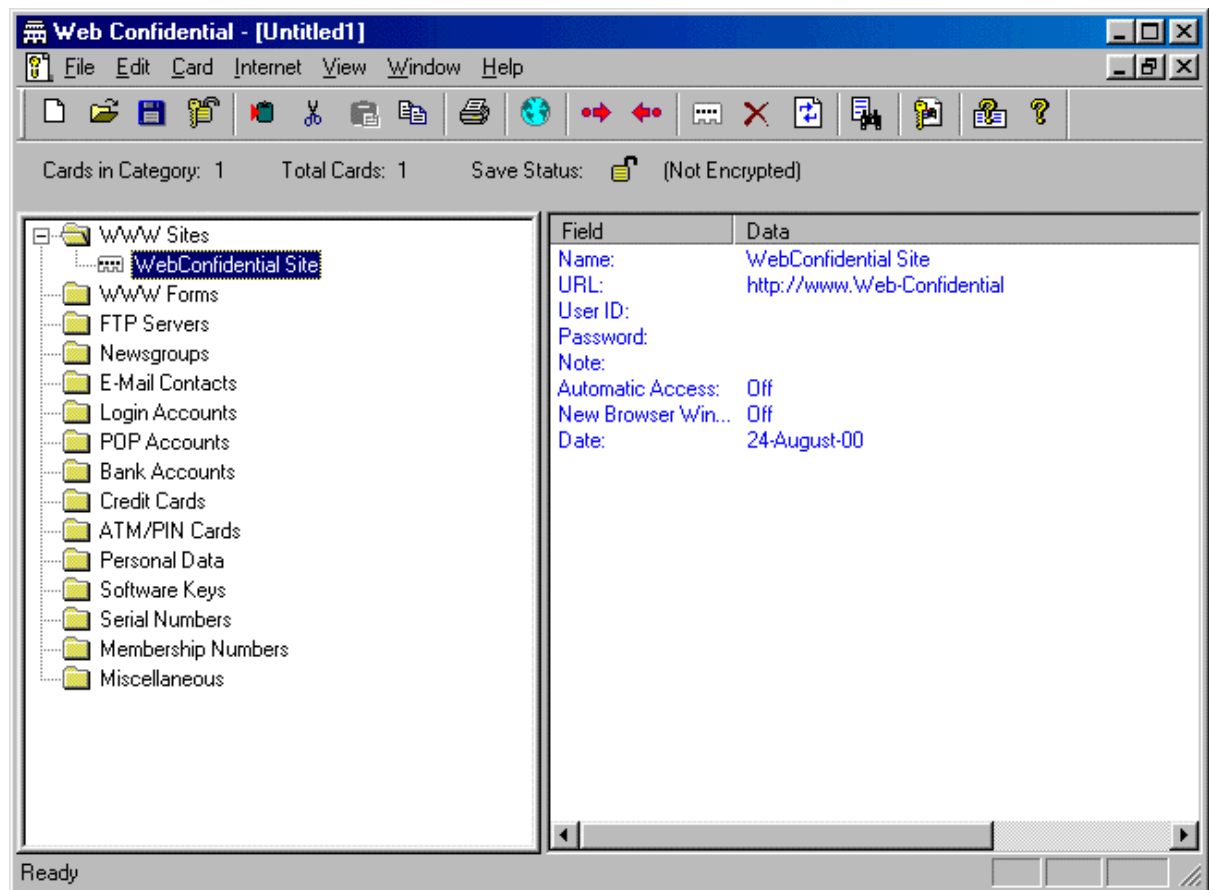 Web Confidential - [Untitled1]
File Edit Card Internet View Window Help
Cards in Category: 1 Total Cards: 1 Save Status: (Not Encrypted)
WWW Sites
WebConfidential Site
WWW Forms
FTP Servers
Newsgroups
E-Mail Contacts
Login Accounts
POP Accounts
Bank Accounts
Credit Cards
ATM/PIN Cards
Personal Data
Software Keys
Serial Numbers
Membership Numbers
Miscellaneous
Field Data
Name: WebConfidential Site
URL: http://www.Web-Confidential
User ID:
Password:
Note:
Automatic Access: Off
New Browser Win... Off
Date: 24-August-00
Ready